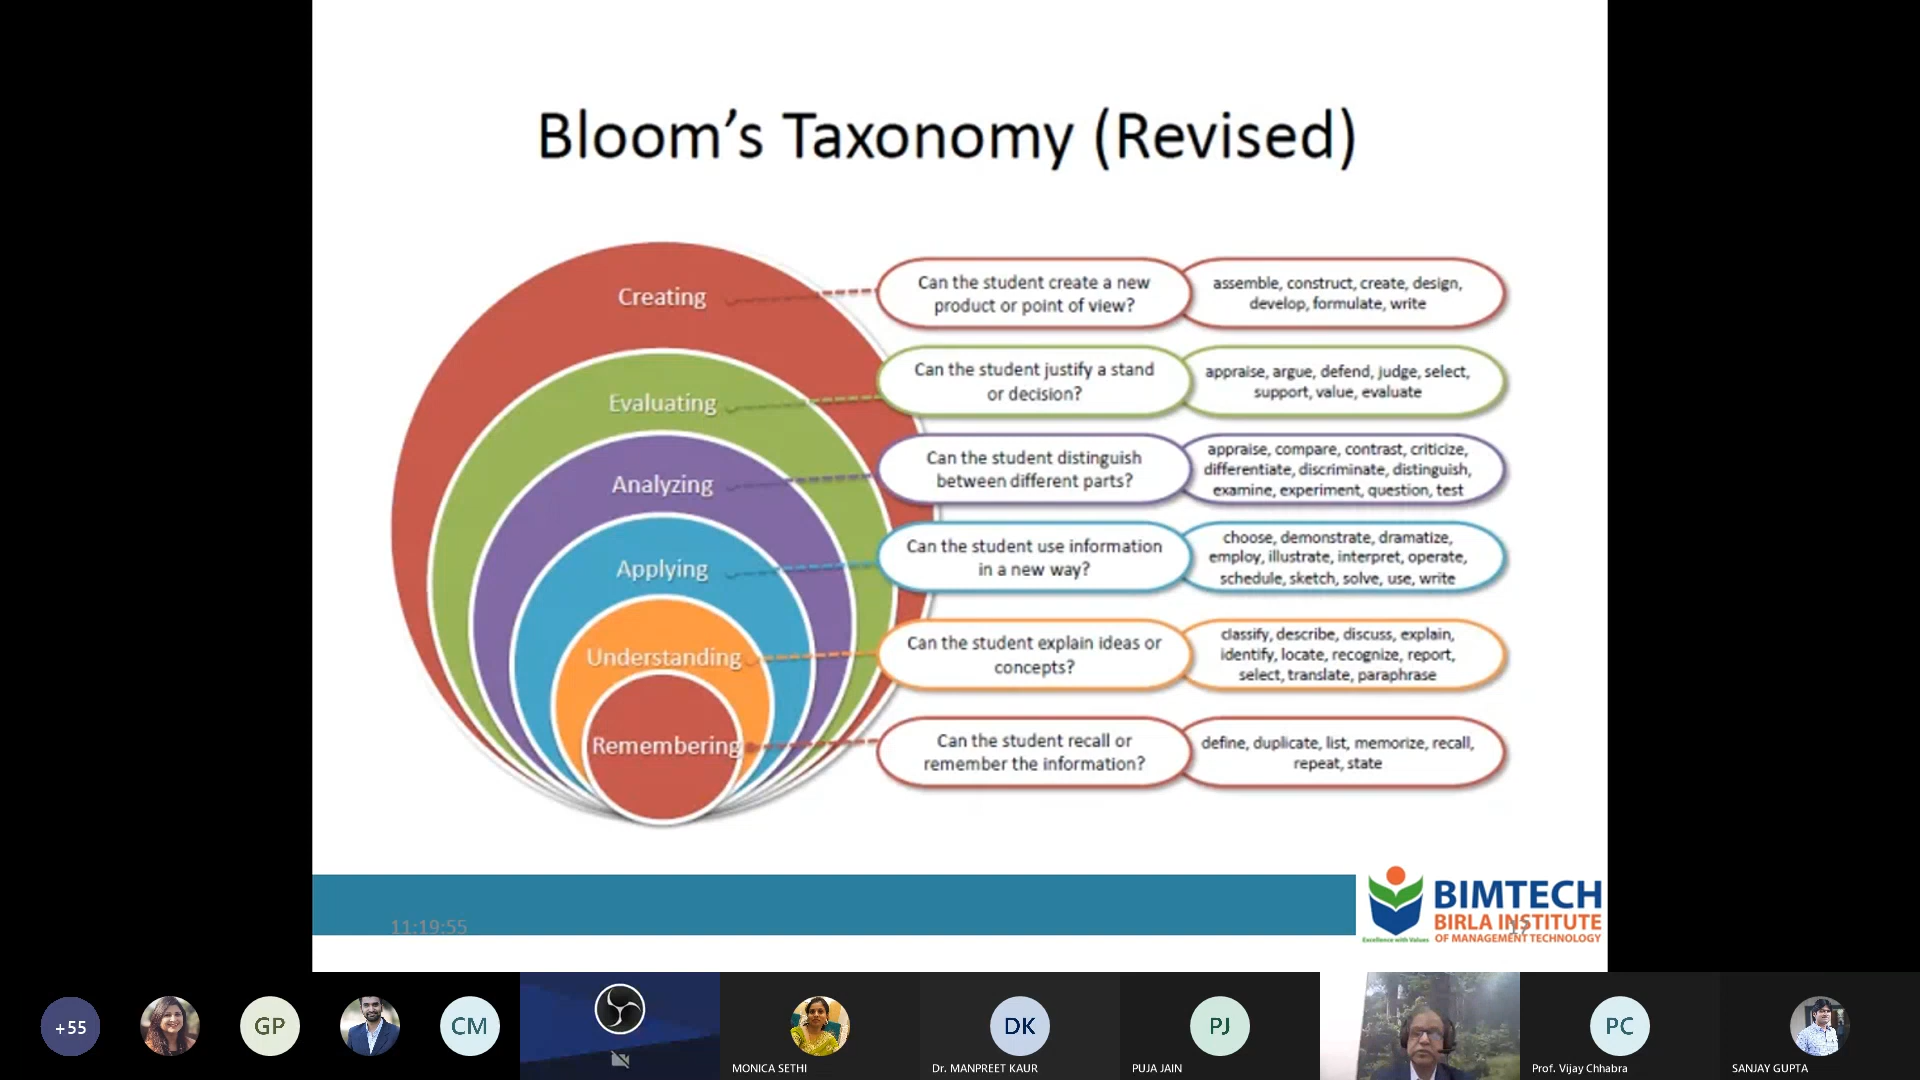 Bloom's Taxonomy (Revised)
Creating
Can the student create a new
product or point of view?
assemble, construct, create, design,
develop, formulate, write
Evaluating
Can the student justify a stand
or decision?
appraise, argue, defend, judge, select,
support, value, evaluate
Analyzing
Can the student distinguish
between different parts?
appraise, compare, contrast, criticize,
differentiate, discriminate, distinguish,
examine, experiment, question, test
Applying
Can the student use information
in a new way?
choose, demonstrate, dramatize,
employ, illustrate, interpret, operate,
schedule, sketch, solve, use, write
Understanding
Can the student explain ideas or
concepts?
classify, describe, discuss, explain,
identify, locate, recognize, report,
select, translate, paraphrase
Remembering
Can the student recall or
remember the information?
define, duplicate, list, memorize, recall,
repeat, state
11:19:55
BIMTECH
BIRLA INSTITUTE
OF MANAGEMENT TECHNOLOGY
Excellence with Values
17
+55
GP
CM
MONICA SETHI
DK
Dr. MANPREET KAUR
PJ
PUJA JAIN
PC
Prof. Vijay Chhabra
SANJAY GUPTA